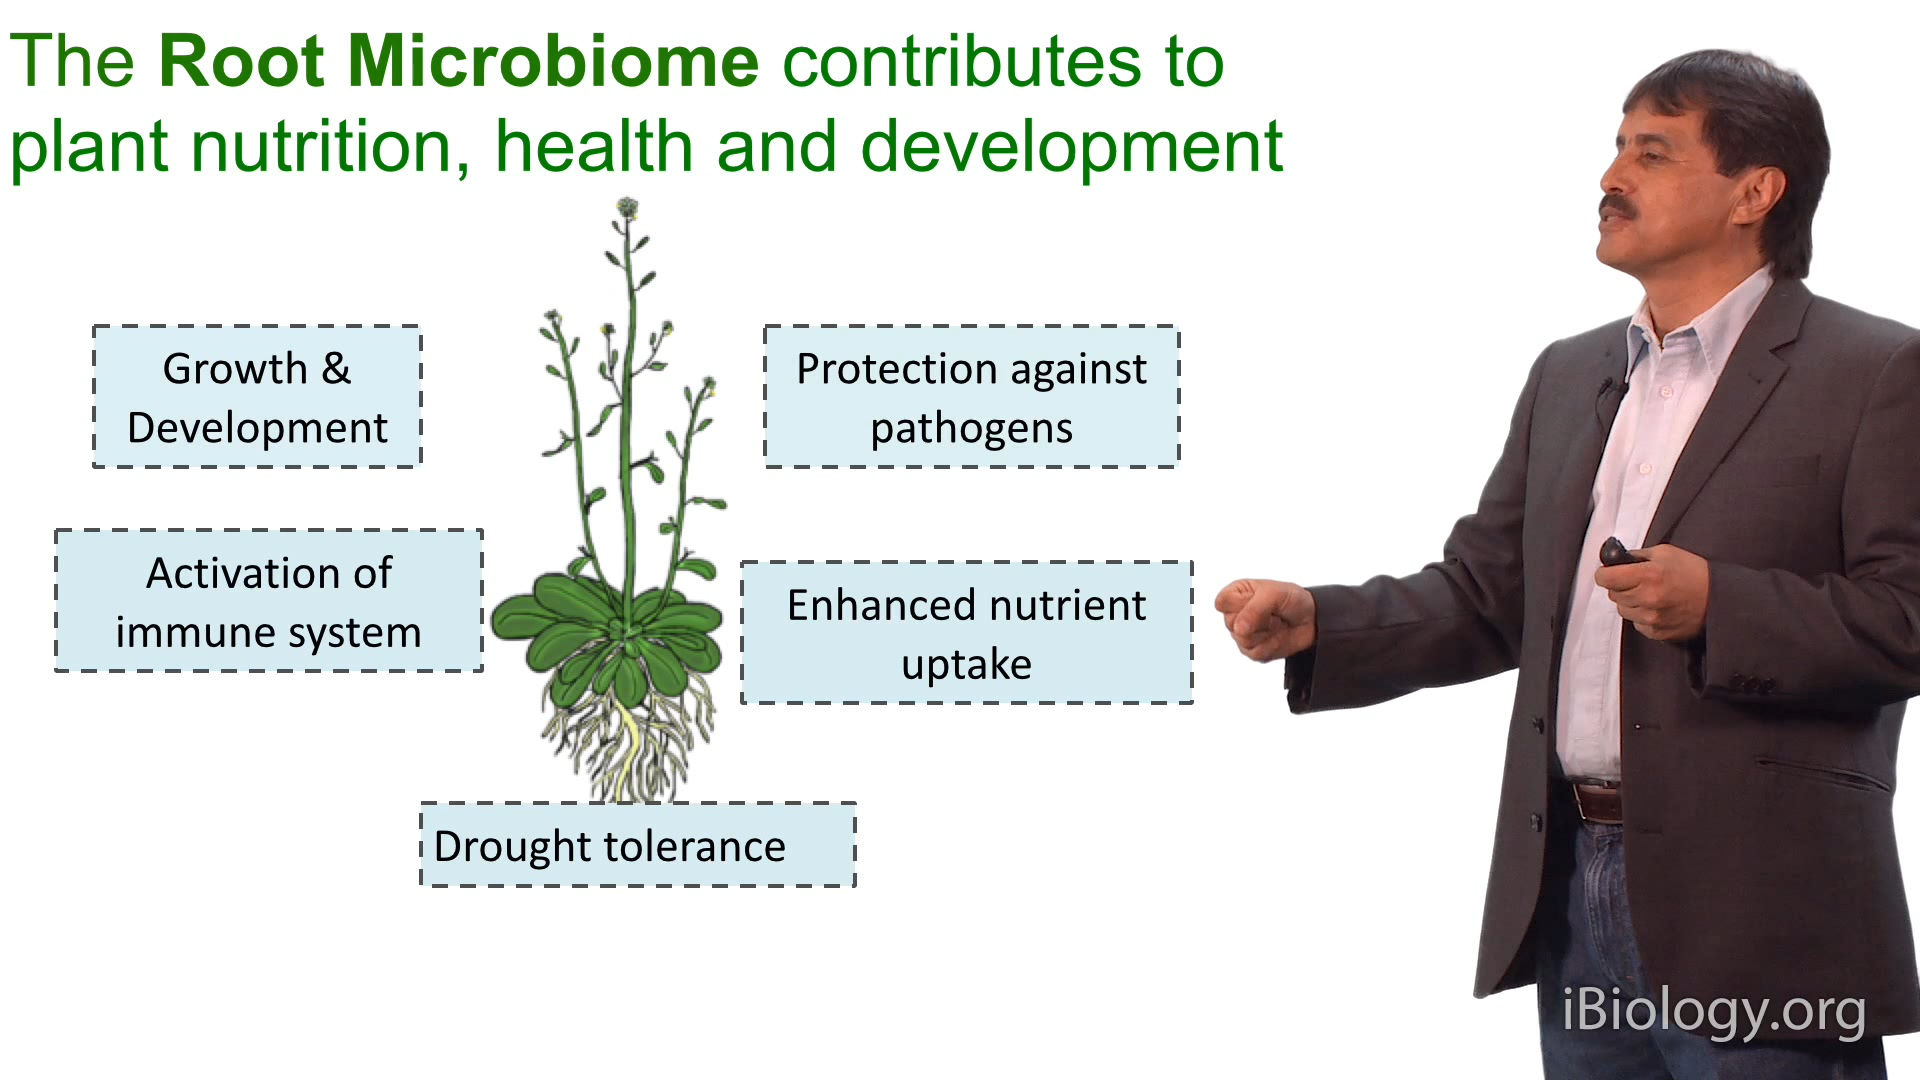 The Root Microbiome contributes to
plant nutrition, health and development
Growth &
Development
Protection against
pathogens
Activation of
immune system
Enhanced nutrient
uptake
Drought tolerance
iBiology.org